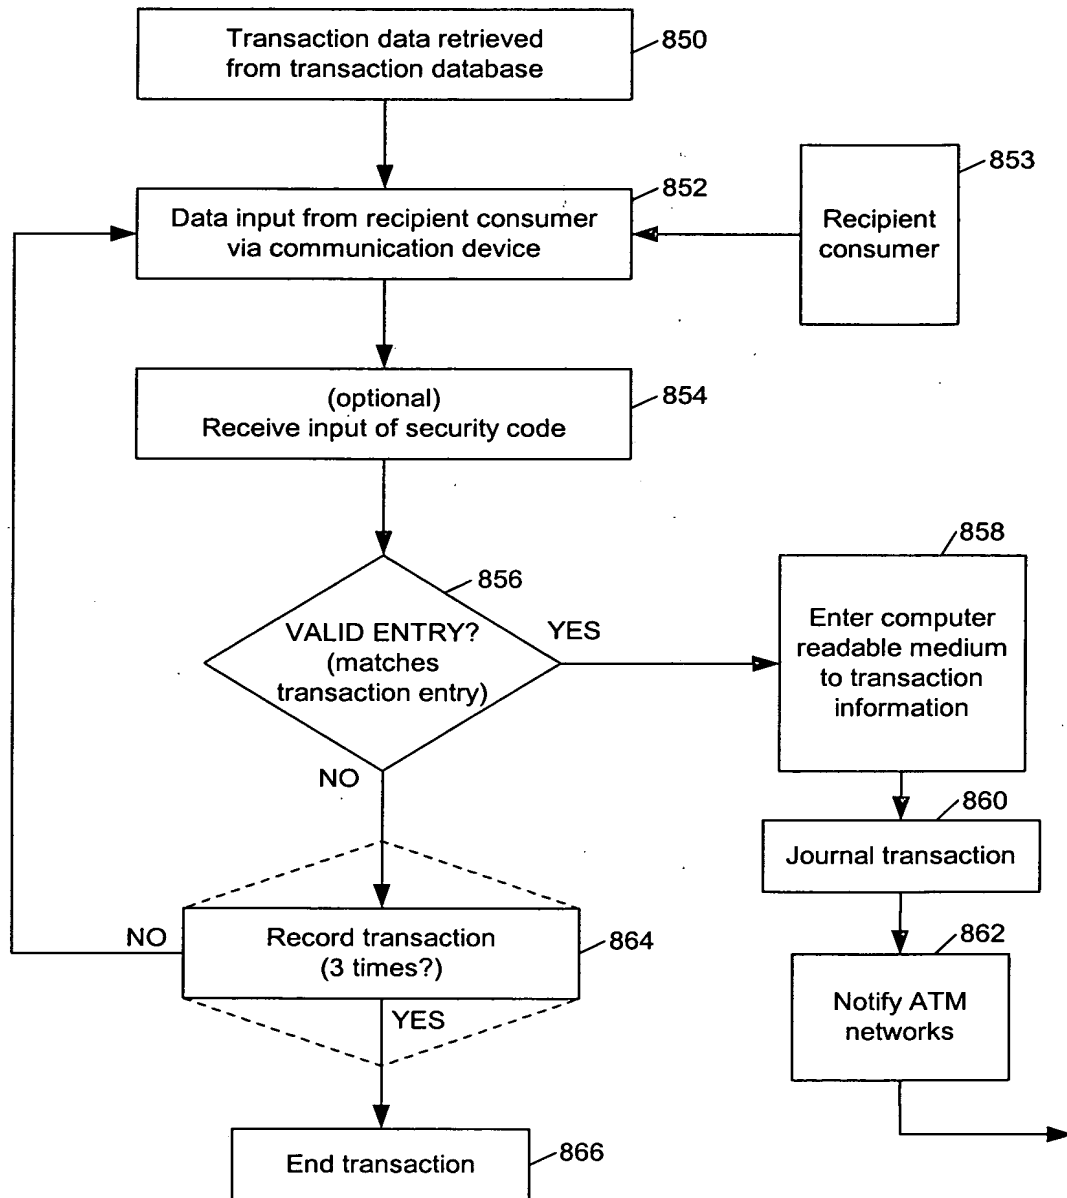 Transaction data retrieved
from transaction database
850
852
Data input from recipient consumer
via communication device
853
Recipient
consumer
(optional)
Receive input of security code
854
856
VALID ENTRY?
(matches
transaction entry)
YES
NO
858
Enter computer
readable medium
to transaction
information
860
Journal transaction
862
Notify ATM
networks
NO
Record transaction
(3 times?)
864
YES
End transaction
866